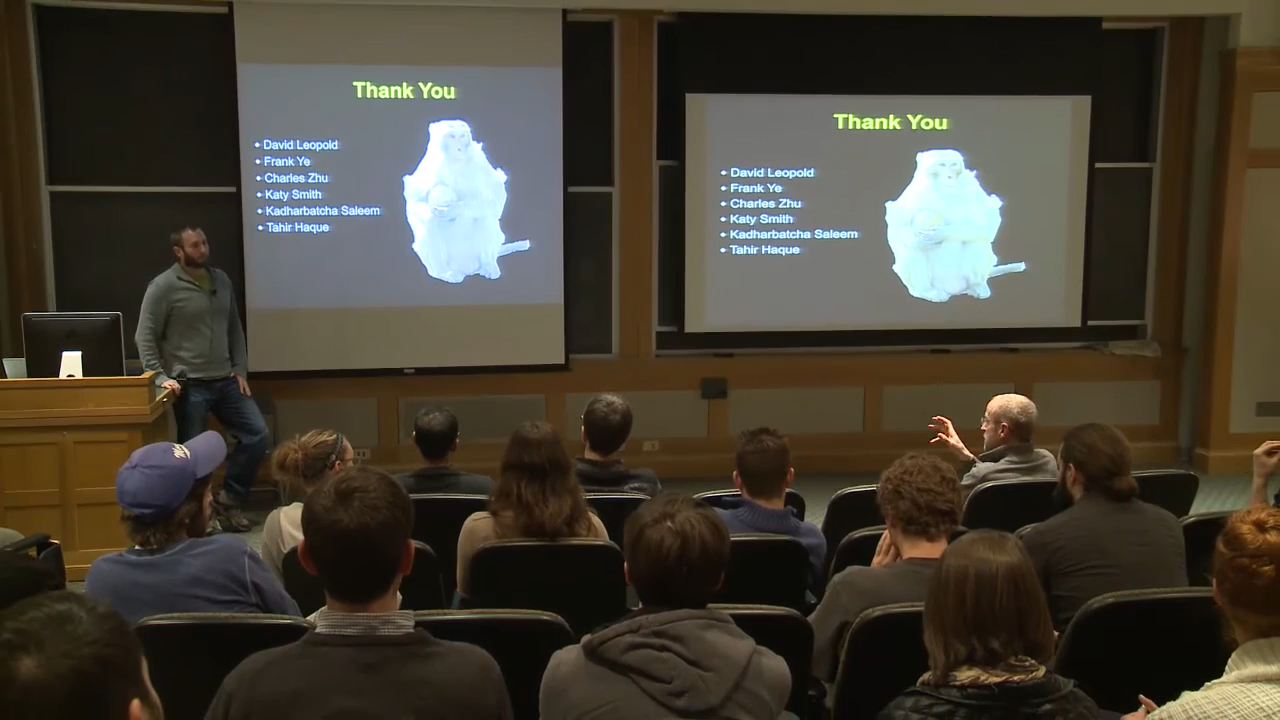 Thank You
• David Leopold
• Frank Ye
• Charles Zhu
• Katy Smith
• Kadharbatcha Saleem
• Tahir Haque
Thank You
• David Leopold
• Frank Ye
• Charles Zhu
• Katy Smith
• Kadharbatcha Saleem
• Tahir Haque